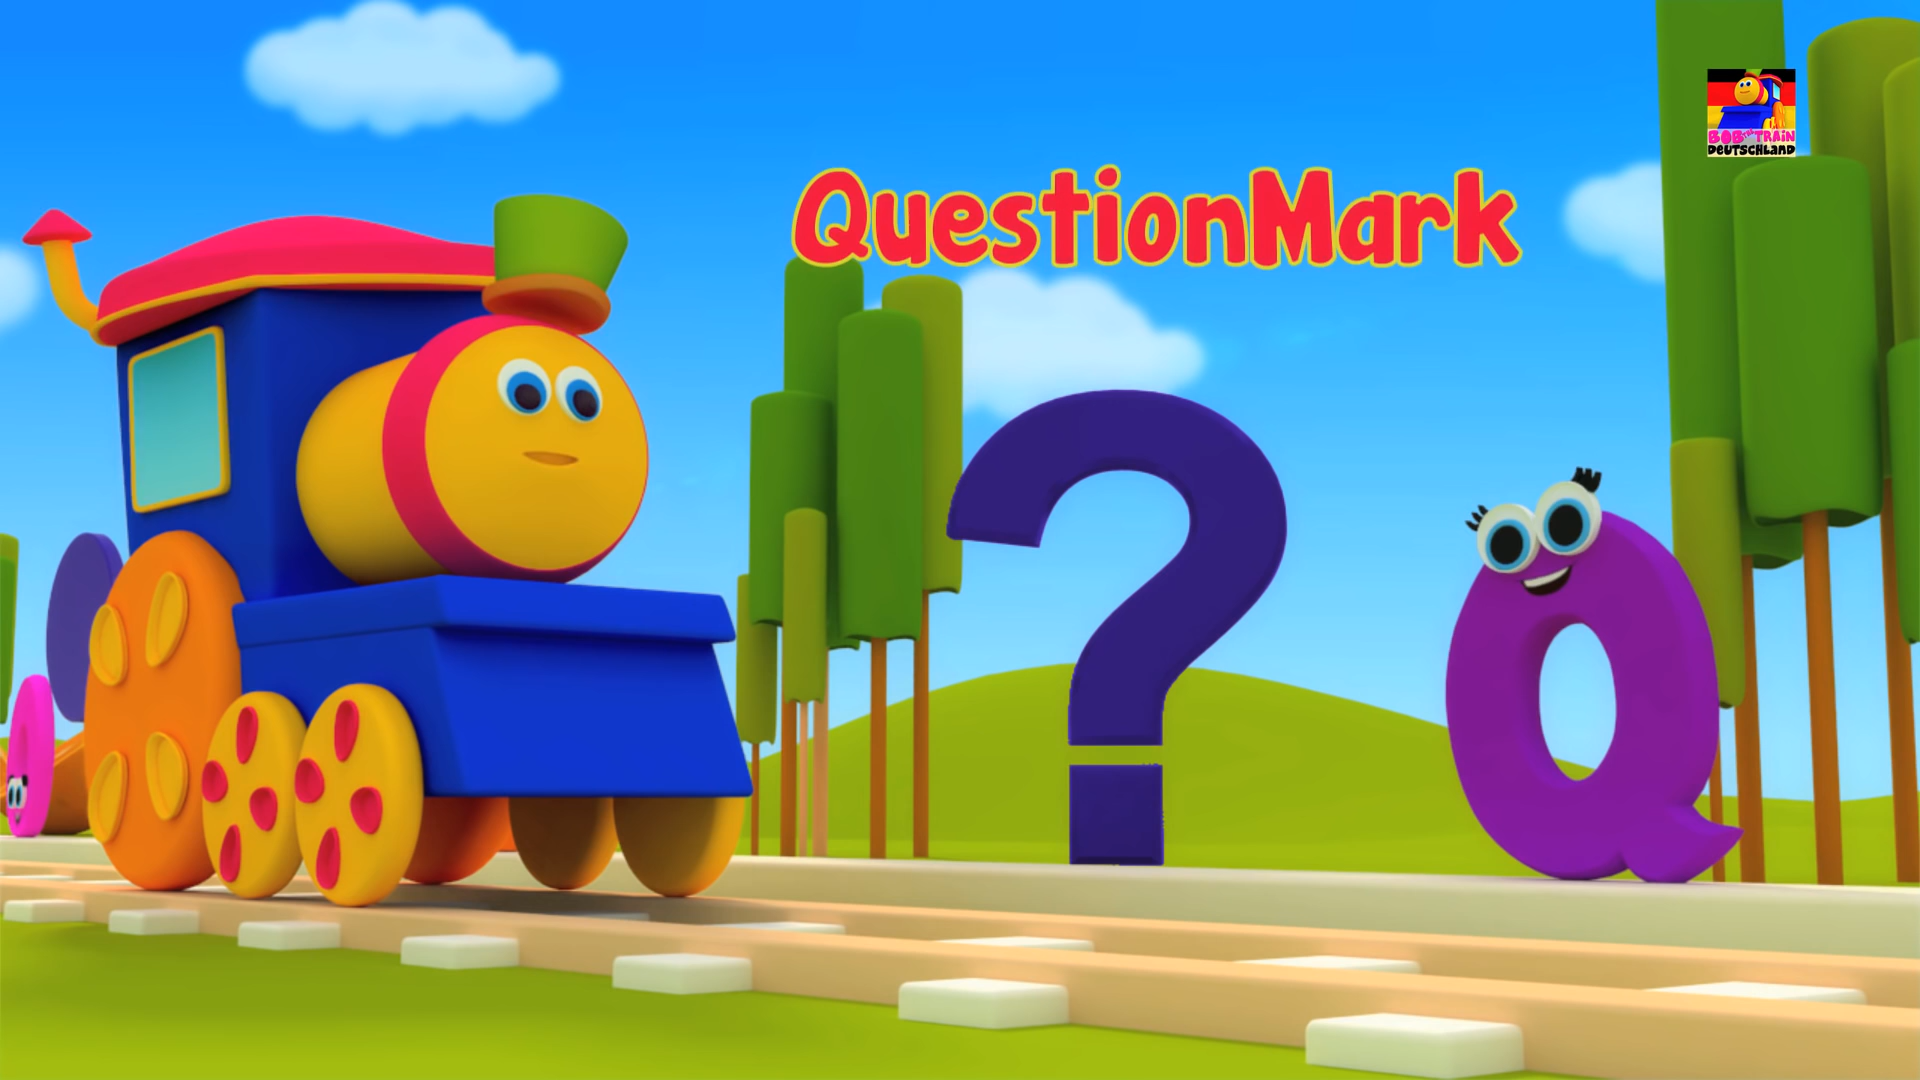 BOB THE TRAIN
DEUTSCHLAND
QuestionMark
?
Q